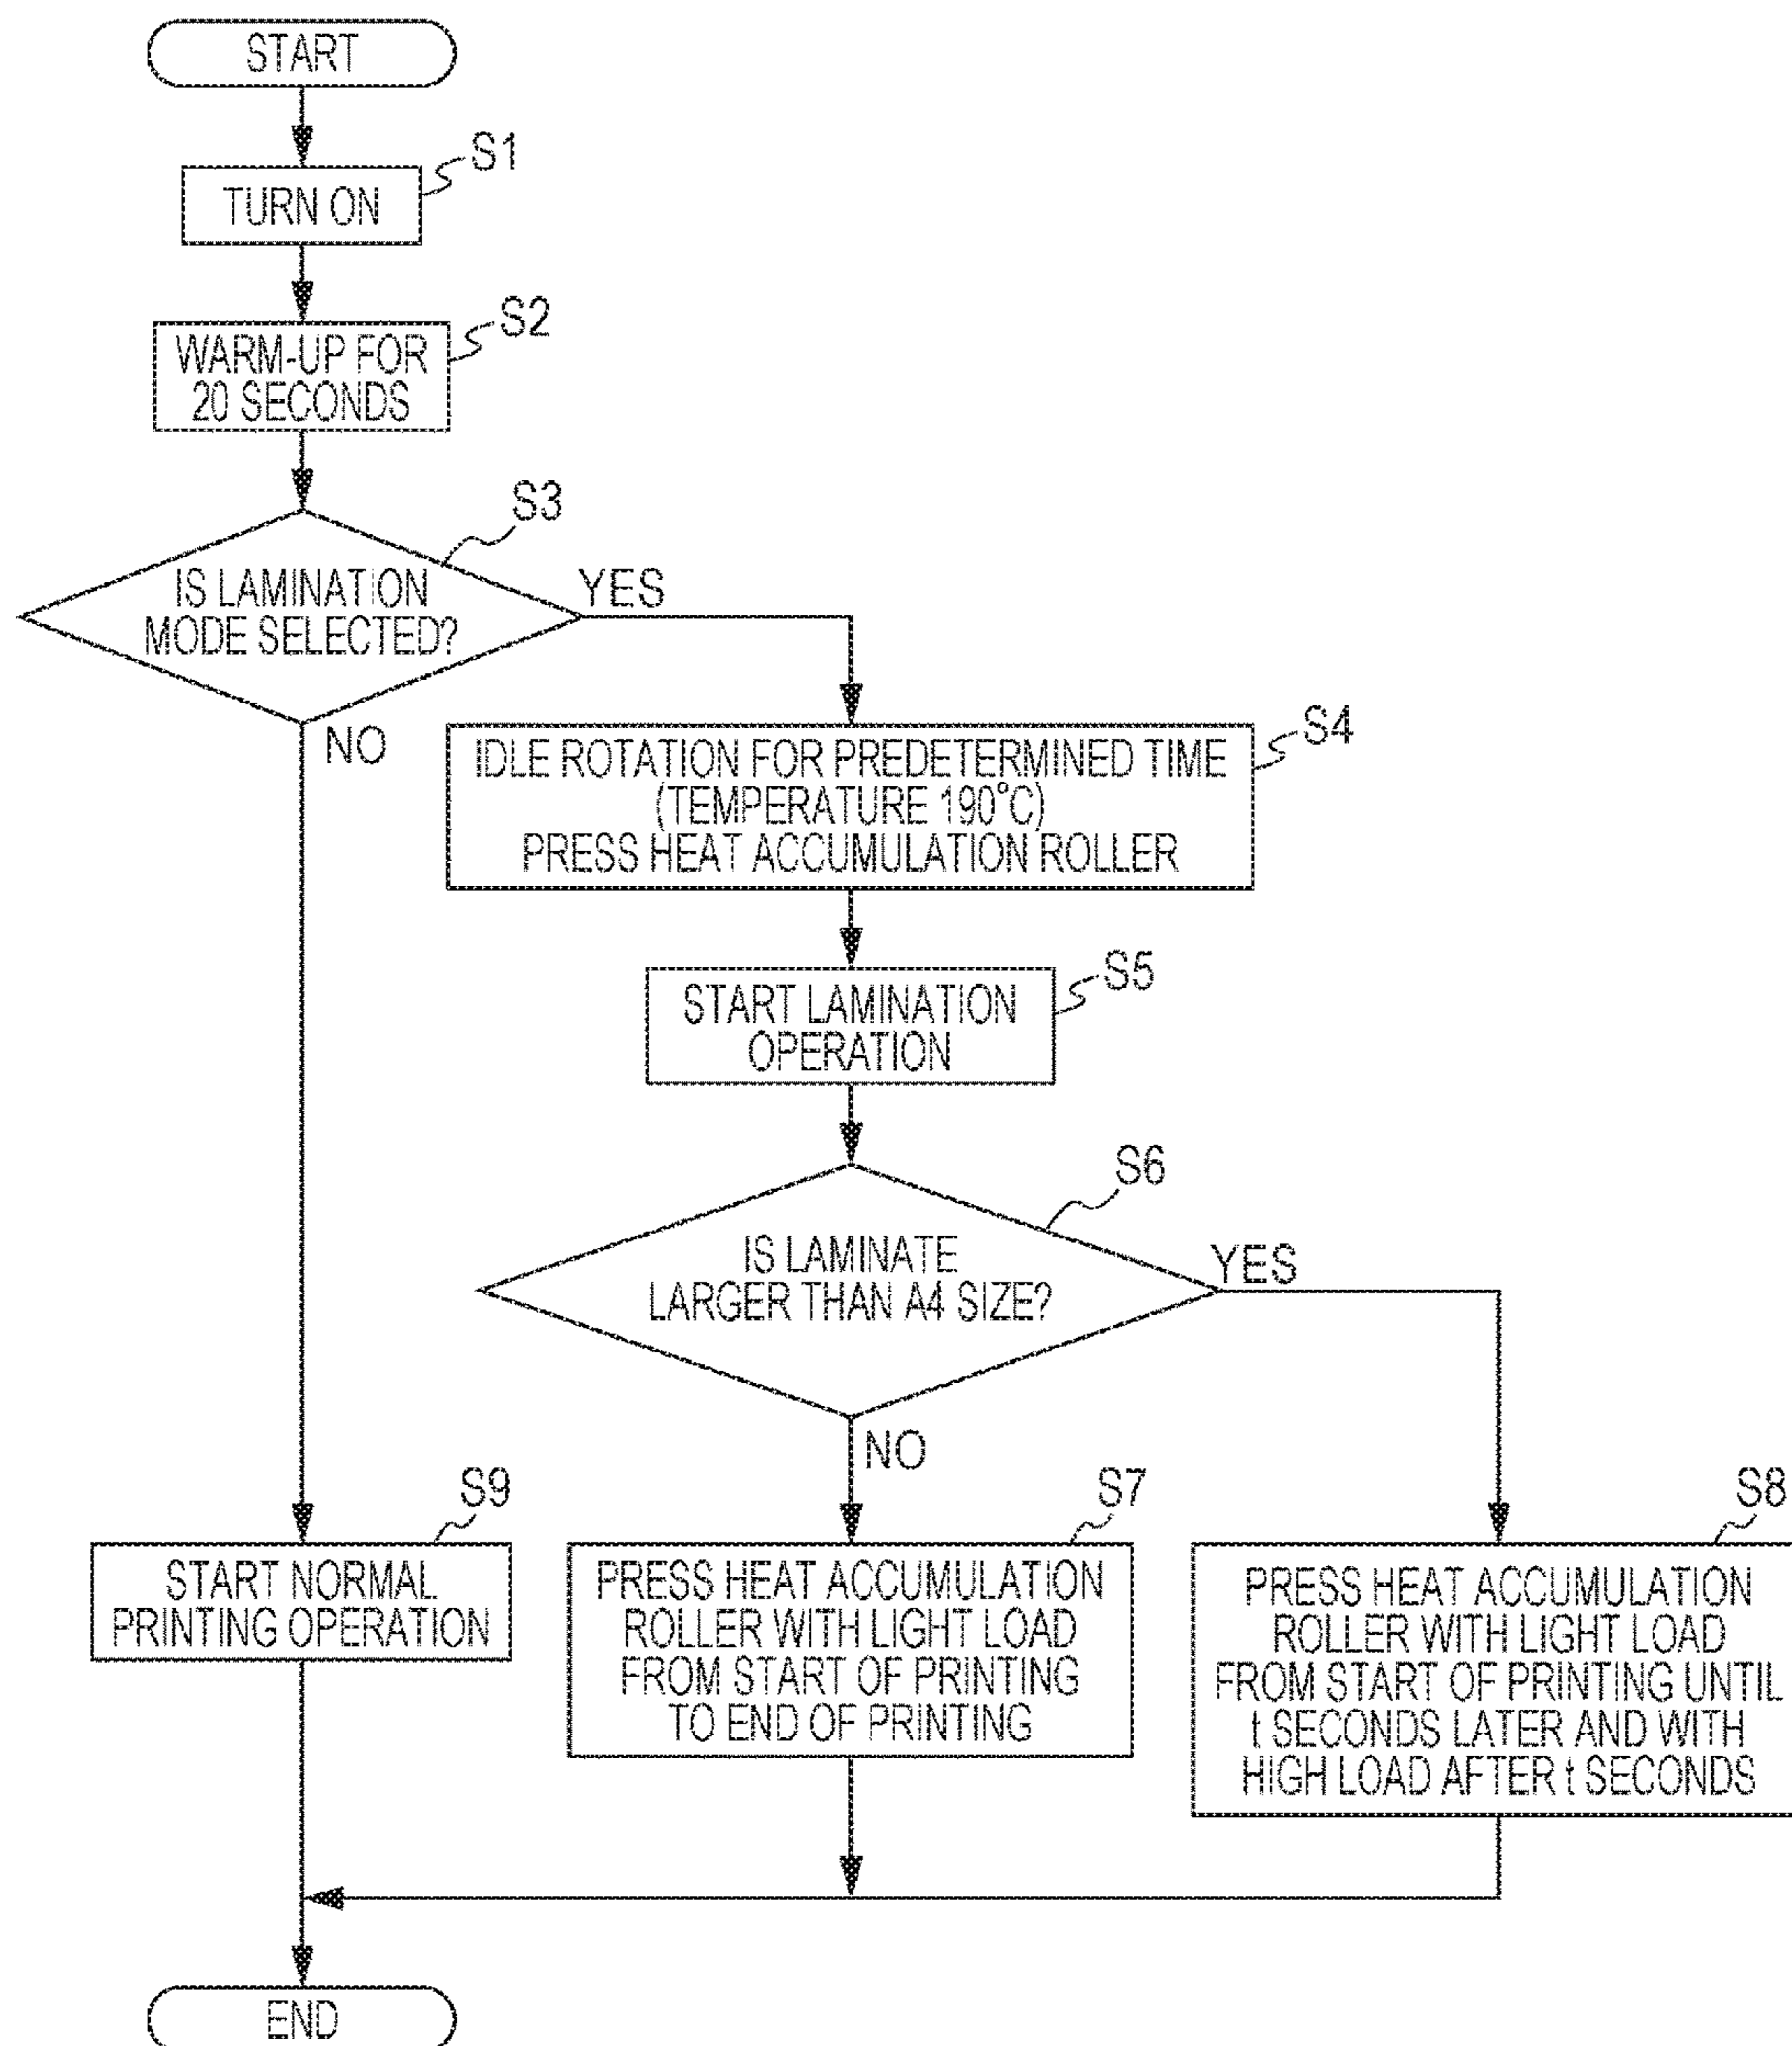 START
S1
TURN ON
S2
WARM-UP FOR
20 SECONDS
S3
IS LAMINATION
MODE SELECTED?
YES
NO
S4
IDLE ROTATION FOR PREDETERMINED TIME
(TEMPERATURE 190°C)
PRESS HEAT ACCUMULATION ROLLER
S5
START LAMINATION
OPERATION
S6
IS LAMINATE
LARGER THAN A4 SIZE?
YES
NO
S9
START NORMAL
PRINTING OPERATION
S7
PRESS HEAT ACCUMULATION
ROLLER WITH LIGHT LOAD
FROM START OF PRINTING
TO END OF PRINTING
S8
PRESS HEAT ACCUMULATION
ROLLER WITH LIGHT LOAD
FROM START OF PRINTING UNTIL
t SECONDS LATER AND WITH
HIGH LOAD AFTER t SECONDS
END